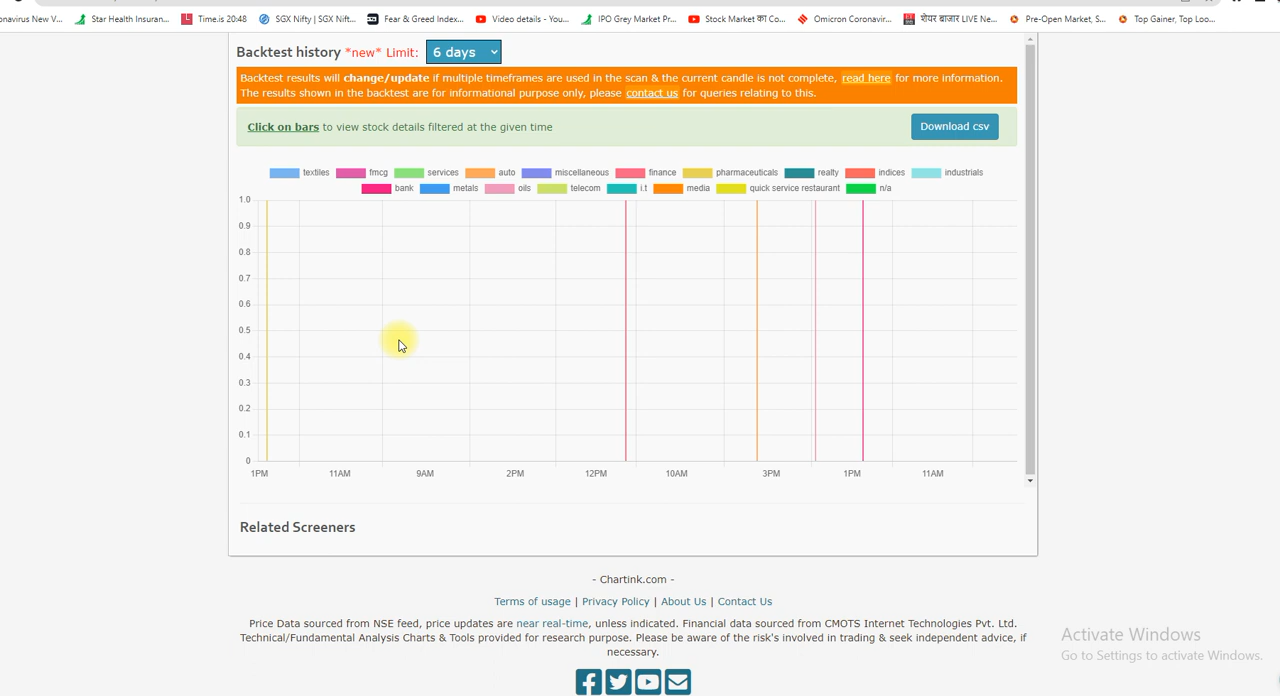 onavirus New V... Star Health Insuran... Time.is 20:48 SGX Nifty | SGX Nift... Fear & Greed Index... Video details - You... IPO Grey Market Pr... Stock Market का Co... Omicron Coronavir... शेयर बाजार LIVE Ne... Pre-Open Market, S... Top Gainer, Top Loo...
Backtest history *new* Limit: 6 days
Backtest results will change/update if multiple timeframes are used in the scan & the current candle is not complete, read here for more information.
The results shown in the backtest are for informational purpose only, please contact us for queries relating to this.
Click on bars to view stock details filtered at the given time Download csv
textiles fmcg services auto miscellaneous finance pharmaceuticals realty indices industrials
bank metals oils telecom i.t media quick service restaurant n/a
1.0
0.9
0.8
0.7
0.6
0.5
0.4
0.3
0.2
0.1
0
1PM 11AM 9AM 2PM 12PM 10AM 3PM 1PM 11AM
Related Screeners
- Chartink.com -
Terms of usage | Privacy Policy | About Us | Contact Us
Price Data sourced from NSE feed, price updates are near real-time, unless indicated. Financial data sourced from CMOTS Internet Technologies Pvt. Ltd.
Technical/Fundamental Analysis Charts & Tools provided for research purpose. Please be aware of the risk's involved in trading & seek independent advice, if
necessary.
Activate Windows
Go to Settings to activate Windows.